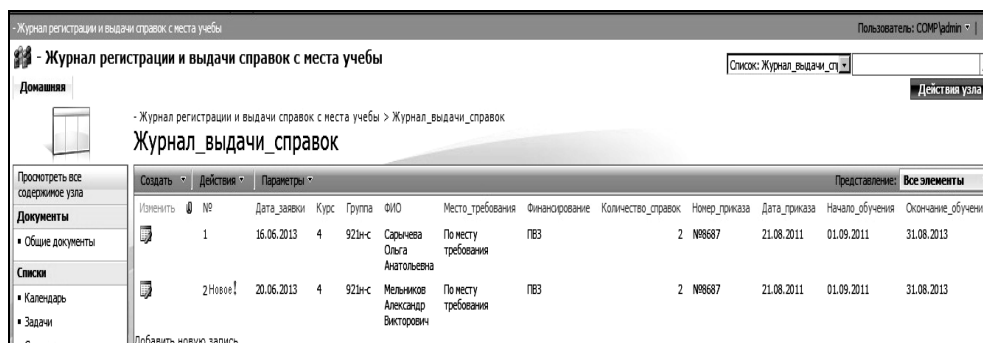 - Журнал регистрации и выдачи справок с места учебы
Пользователь: COMP\admin
- Журнал регистрации и выдачи справок с места учебы
Список: Журнал_выдачи_сп
Домашняя
Действия узла
- Журнал регистрации и выдачи справок с места учебы > Журнал_выдачи_справок
Журнал_выдачи_справок
Просмотреть все
содержимое узла
Документы
Общие документы
Списки
Календарь
Задачи
Создать Действия Параметры Представление: Все элементы
Изменить № Дата_заявки Курс Группа ФИО Место_требования Финансирование Количество_справок Номер_приказа Дата_приказа Начало_обучения Окончание_обучени
1 16.06.2013 4 921н-с Сарычева По месту ПВЗ 2 №8687 21.08.2011 01.09.2011 31.08.2013
Ольга требования
Анатольевна
2 Новое! 20.06.2013 4 921н-с Мельников По месту ПВЗ 2 №8687 21.08.2011 01.09.2011 31.08.2013
Александр требования
Викторович
Добавить новую запись